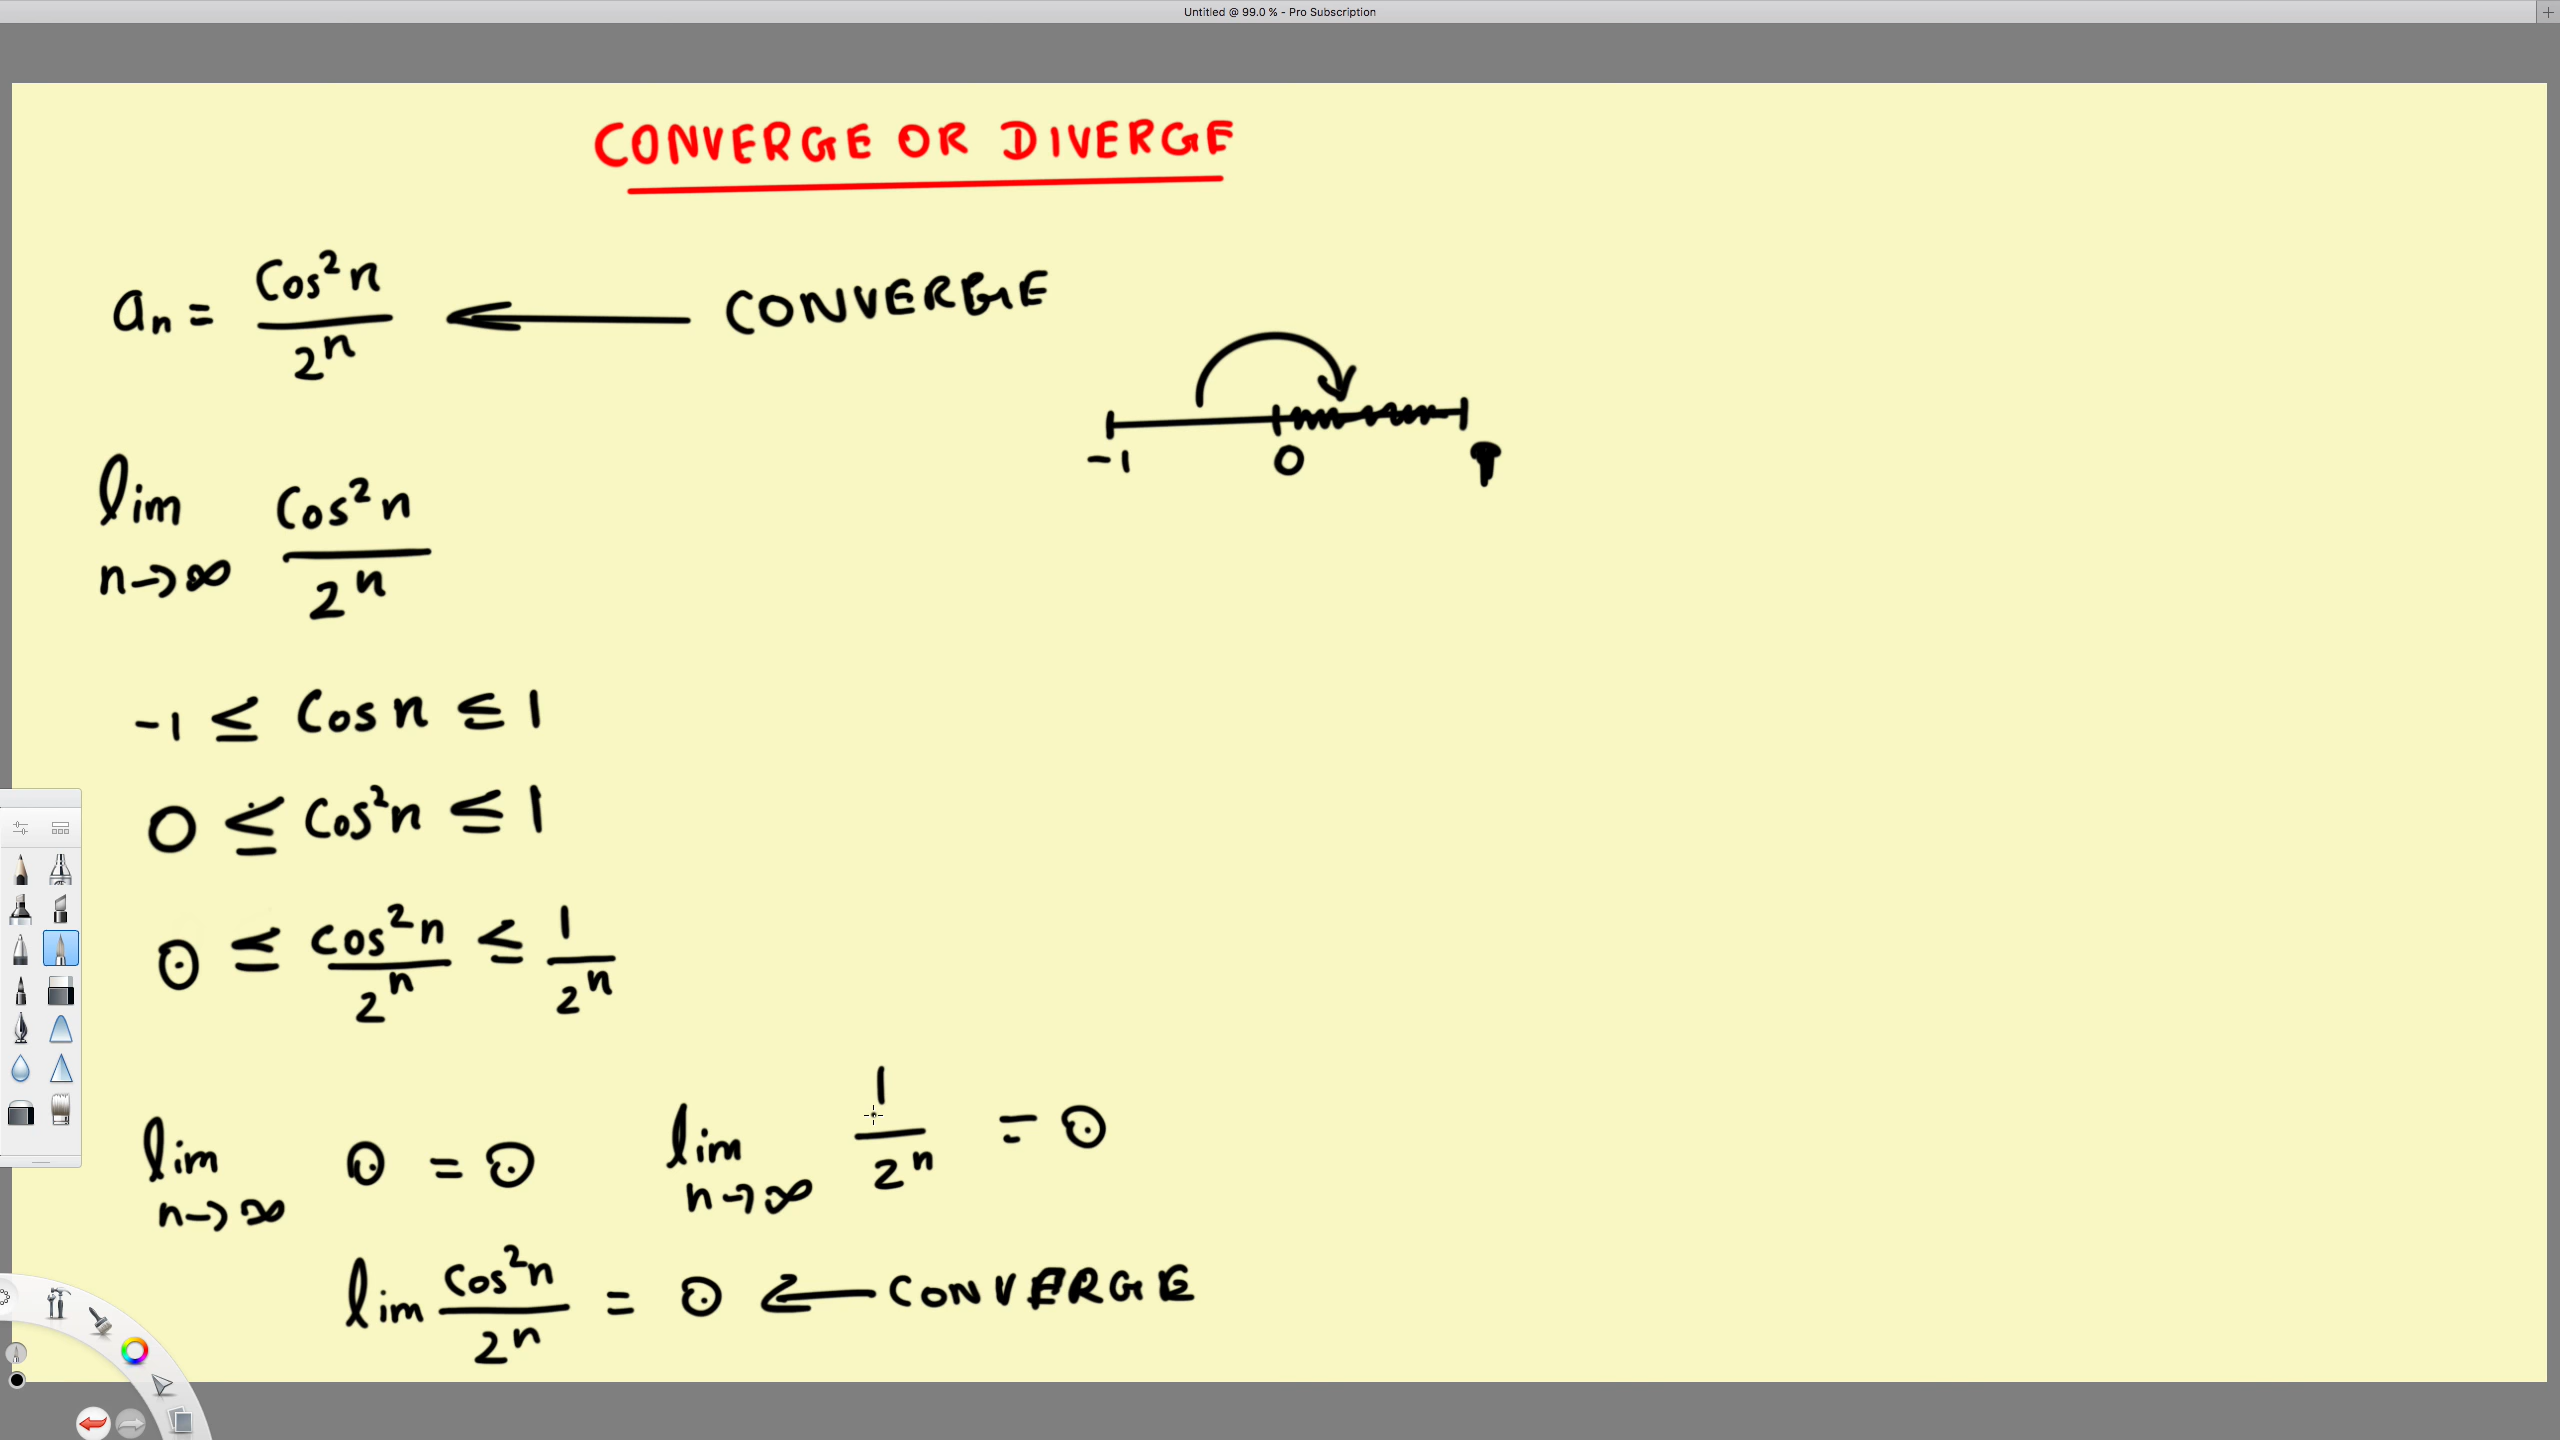 Untitled @ 99.0 % - Pro Subscription
CONVERGE OR DIVERGE
aₙ = cos²n / 2ⁿ ← CONVERGE
-1 0 1
lim n→∞ cos²n / 2ⁿ
-1 ≤ cos n ≤ 1
0 ≤ cos²n ≤ 1
0 ≤ cos²n / 2ⁿ ≤ 1 / 2ⁿ
lim n→∞ 0 = 0 lim n→∞ 1 / 2ⁿ = 0
lim cos²n / 2ⁿ = 0 ← CONVERGE